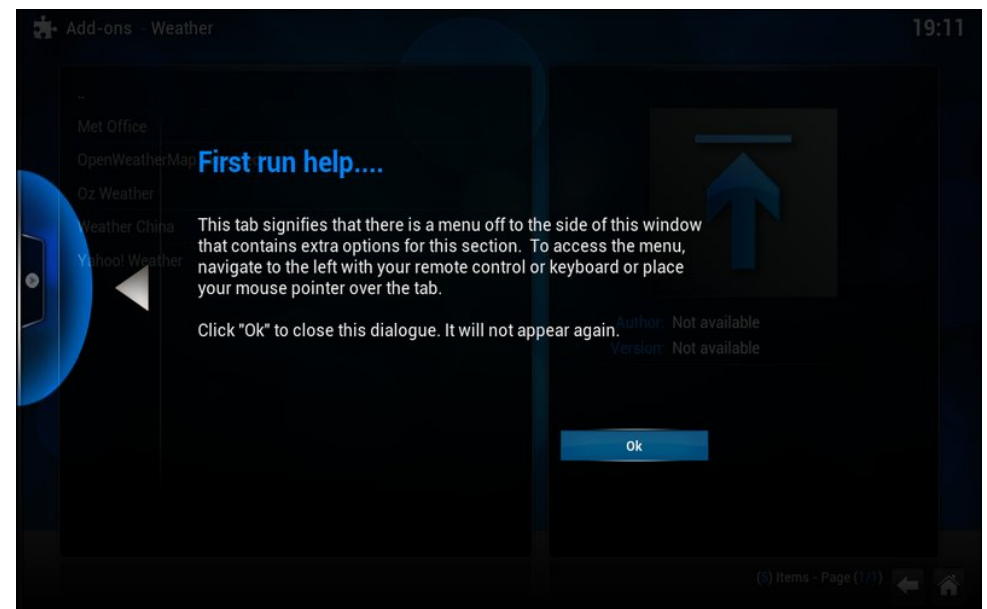 Add-ons - Weather
19:11
..
Met Office
OpenWeatherMap
Oz Weather
Weather China
Yahoo! Weather
First run help....
This tab signifies that there is a menu off to the side of this window
that contains extra options for this section. To access the menu,
navigate to the left with your remote control or keyboard or place
your mouse pointer over the tab.
Click "Ok" to close this dialogue. It will not appear again.
Author: Not available
Version: Not available
Ok
(5) Items - Page (1/1)